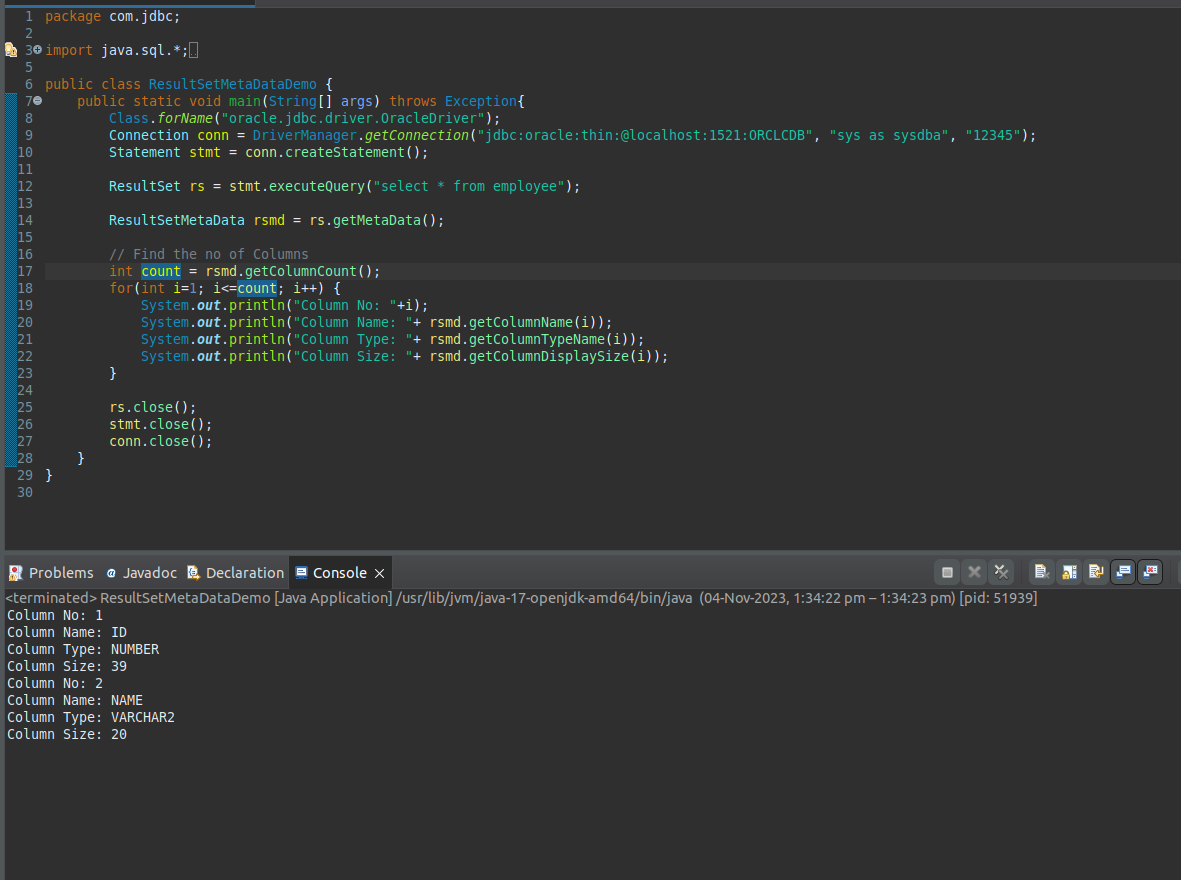 1 package com.jdbc;
2
3 import java.sql.*;
5
6 public class ResultSetMetaDataDemo {
7     public static void main(String[] args) throws Exception{
8         Class.forName("oracle.jdbc.driver.OracleDriver");
9         Connection conn = DriverManager.getConnection("jdbc:oracle:thin:@localhost:1521:ORCLCDB", "sys as sysdba", "12345");
10         Statement stmt = conn.createStatement();
11
12         ResultSet rs = stmt.executeQuery("select * from employee");
13
14         ResultSetMetaData rsmd = rs.getMetaData();
15
16         // Find the no of Columns
17         int count = rsmd.getColumnCount();
18         for(int i=1; i<=count; i++) {
19             System.out.println("Column No: "+i);
20             System.out.println("Column Name: "+ rsmd.getColumnName(i));
21             System.out.println("Column Type: "+ rsmd.getColumnTypeName(i));
22             System.out.println("Column Size: "+ rsmd.getColumnDisplaySize(i));
23         }
24
25         rs.close();
26         stmt.close();
27         conn.close();
28     }
29 }
30
Problems @ Javadoc Declaration Console
<terminated> ResultSetMetaDataDemo [Java Application] /usr/lib/jvm/java-17-openjdk-amd64/bin/java (04-Nov-2023, 1:34:22 pm – 1:34:23 pm) [pid: 51939]
Column No: 1
Column Name: ID
Column Type: NUMBER
Column Size: 39
Column No: 2
Column Name: NAME
Column Type: VARCHAR2
Column Size: 20